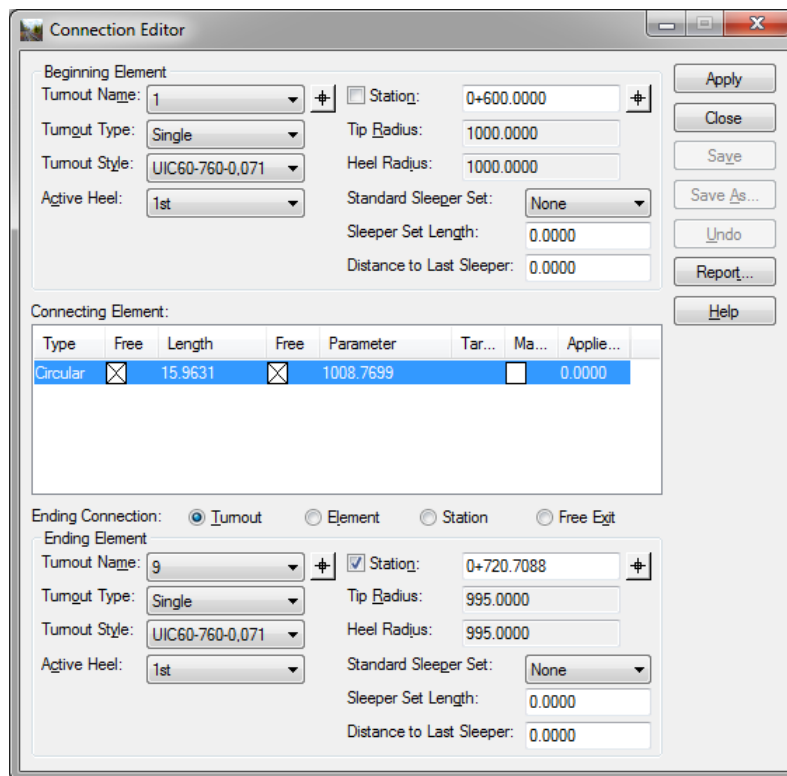 Connection Editor
Beginning Element
Turnout Name: 1 Station: 0+600.0000
Turnout Type: Single Tip Radius: 1000.0000
Turnout Style: UIC60-760-0,071 Heel Radius: 1000.0000
Active Heel: 1st Standard Sleeper Set: None
Sleeper Set Length: 0.0000
Distance to Last Sleeper: 0.0000
Apply
Close
Save
Save As...
Undo
Report...
Help
Connecting Element:
Type Free Length Free Parameter Tar... Ma... Applie...
Circular 15.9631 1008.7699 0.0000
Ending Connection: Turnout Element Station Free Exit
Ending Element
Turnout Name: 9 Station: 0+720.7088
Turnout Type: Single Tip Radius: 995.0000
Turnout Style: UIC60-760-0,071 Heel Radius: 995.0000
Active Heel: 1st Standard Sleeper Set: None
Sleeper Set Length: 0.0000
Distance to Last Sleeper: 0.0000